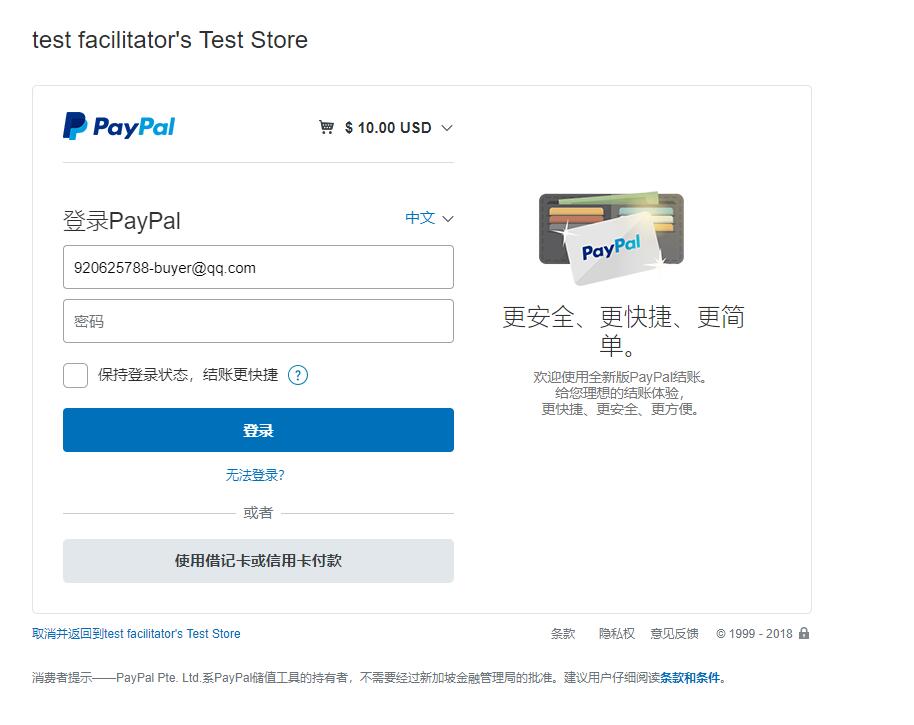 test facilitator's Test Store
PayPal
$ 10.00 USD
登录PayPal
中文
920625788-buyer@qq.com
密码
保持登录状态，结账更快捷 ?
登录
无法登录?
或者
使用借记卡或信用卡付款
PayPal
更安全、更快捷、更简
单。
欢迎使用全新版PayPal结账。
给您理想的结账体验，
更快捷、更安全、更方便。
取消并返回到test facilitator's Test Store
条款 隐私权 意见反馈 © 1999 - 2018
消费者提示——PayPal Pte. Ltd.系PayPal储值工具的持有者，不需要经过新加坡金融管理局的批准。建议用户仔细阅读条款和条件。